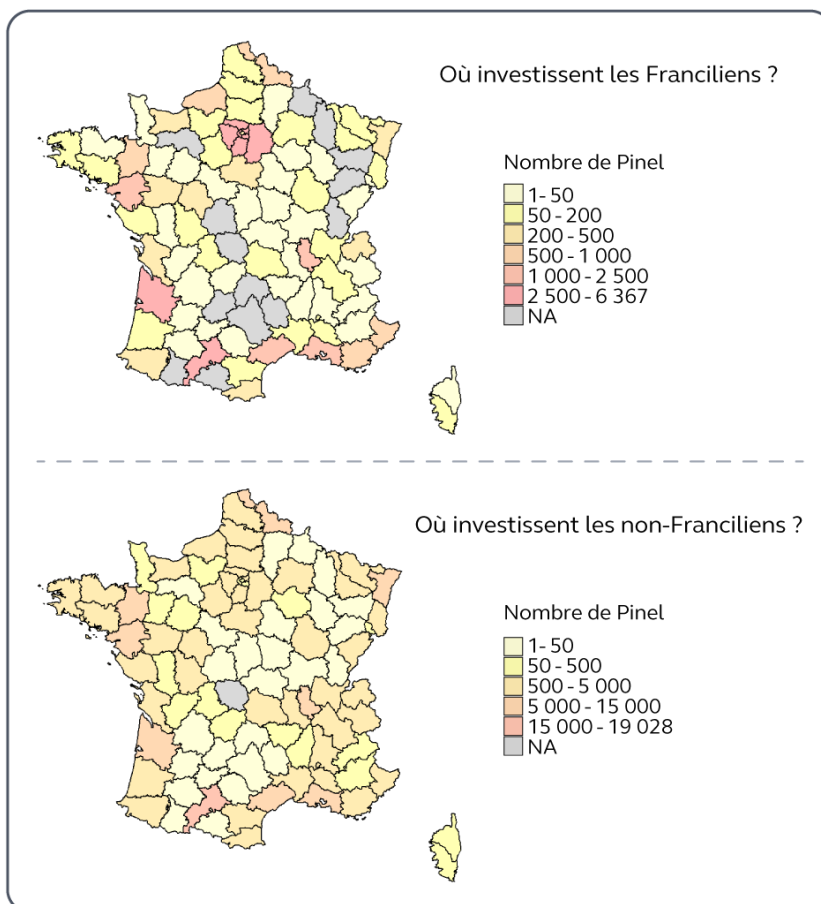 Où investissent les Franciliens ?
Nombre de Pinel
1- 50
50 - 200
200 - 500
500 - 1 000
1 000 - 2 500
2 500 - 6 367
NA
Où investissent les non-Franciliens ?
Nombre de Pinel
1- 50
50 - 500
500 - 5 000
5 000 - 15 000
15 000 - 19 028
NA